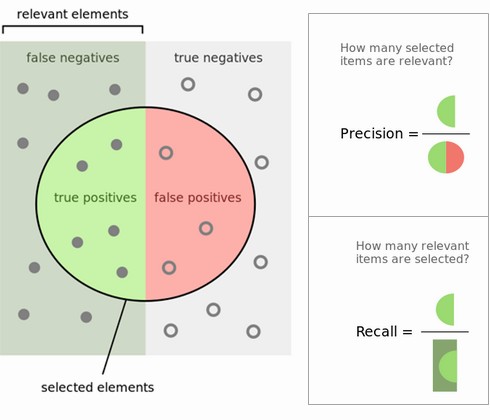 relevant elements
false negatives
true negatives
true positives
false positives
selected elements
How many selected
items are relevant?
Precision =
How many relevant
items are selected?
Recall =